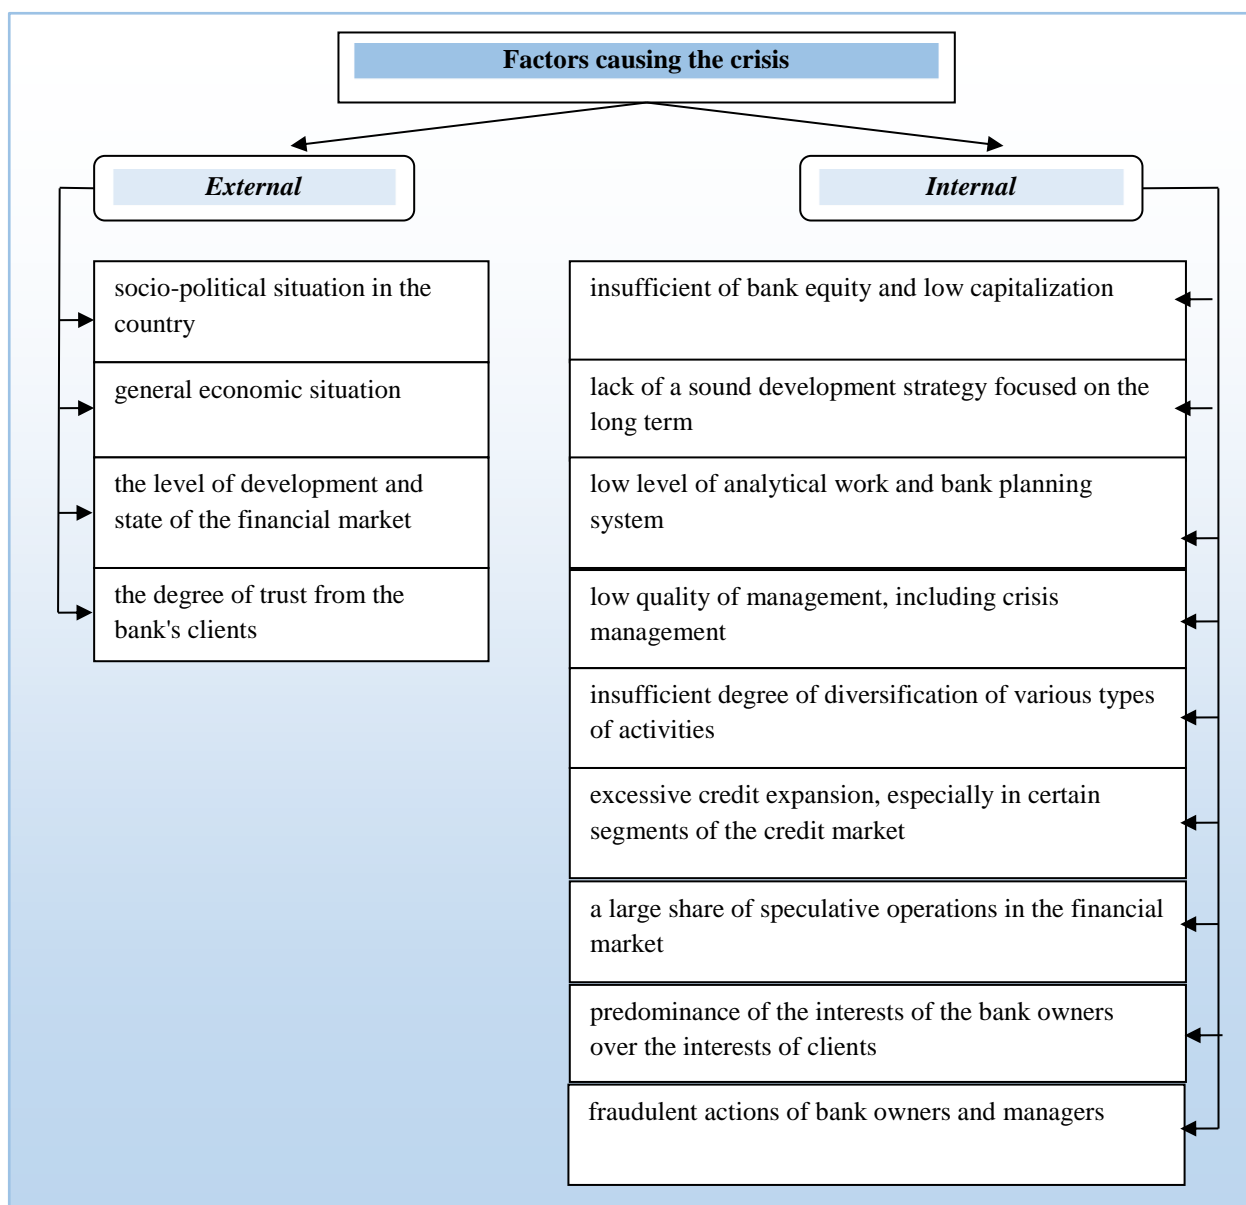 Factors causing the crisis
External
Internal
socio-political situation in the
country
general economic situation
the level of development and
state of the financial market
the degree of trust from the
bank's clients
insufficient of bank equity and low capitalization
lack of a sound development strategy focused on the
long term
low level of analytical work and bank planning
system
low quality of management, including crisis
management
insufficient degree of diversification of various types
of activities
excessive credit expansion, especially in certain
segments of the credit market
a large share of speculative operations in the financial
market
predominance of the interests of the bank owners
over the interests of clients
fraudulent actions of bank owners and managers